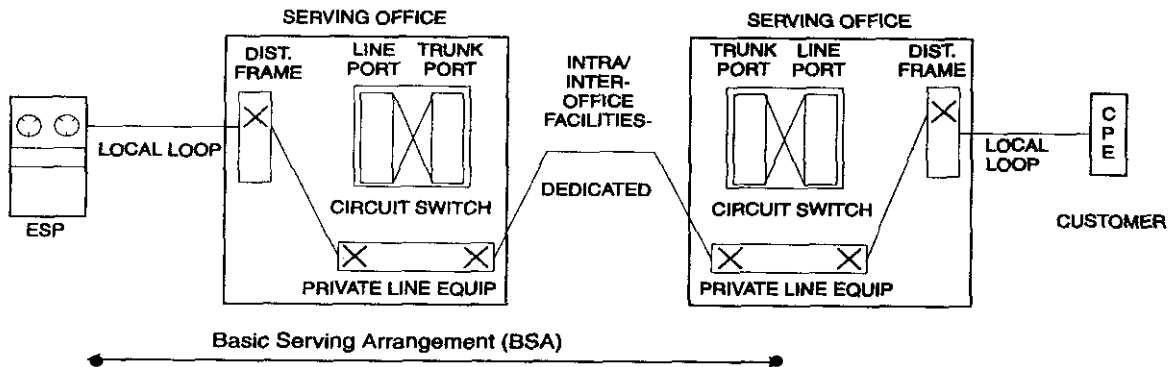 SERVING OFFICE
DIST.
FRAME
LINE
PORT
TRUNK
PORT
CIRCUIT SWITCH
PRIVATE LINE EQUIP
LOCAL LOOP
ESP
INTRA/
INTER-
OFFICE
FACILITIES-
DEDICATED
SERVING OFFICE
TRUNK
PORT
LINE
PORT
DIST.
FRAME
CIRCUIT SWITCH
PRIVATE LINE EQUIP
LOCAL
LOOP
C
P
E
CUSTOMER
Basic Serving Arrangement (BSA)